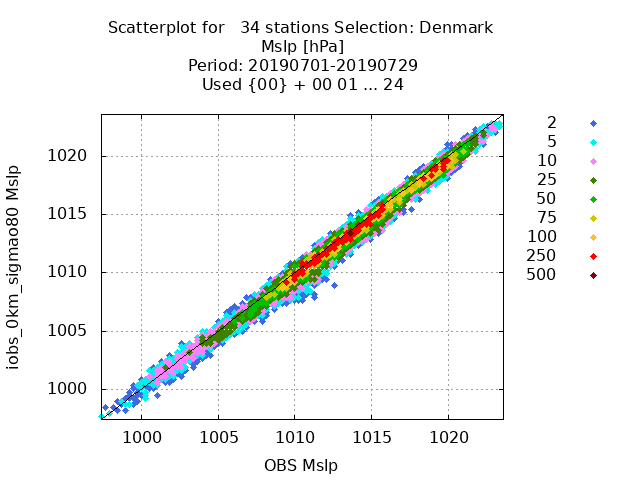 Scatterplot for   34 stations Selection: Denmark
Mslp [hPa]
Period: 20190701-20190729
Used {00} + 00 01 ... 24
iobs_0km_sigmao80 Mslp
1020
1015
1010
1005
1000
1000 1005 1010 1015 1020
OBS Mslp
2
5
10
25
50
75
100
250
500